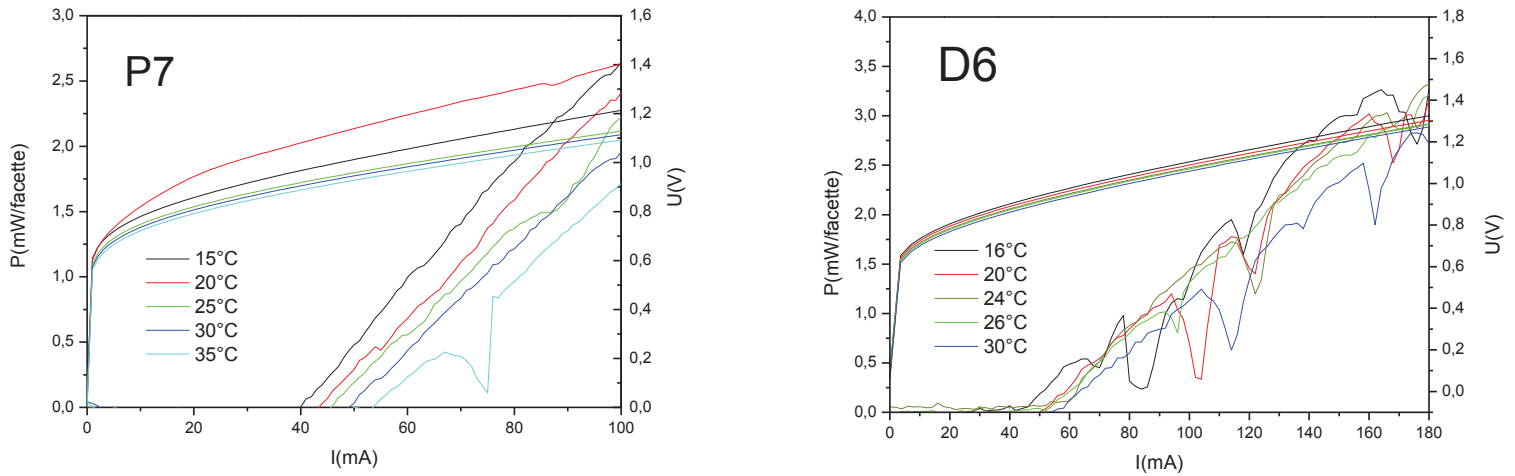 P7
P(mW/facette)
3,0
2,5
2,0
1,5
1,0
0,5
0,0
1,6
1,4
1,2
1,0
0,8
0,6
0,4
0,2
0,0
U(V)
15°C
20°C
25°C
30°C
35°C
0 20 40 60 80 100
I(mA)
D6
P(mW/facette)
4,0
3,5
3,0
2,5
2,0
1,5
1,0
0,5
0,0
1,8
1,6
1,4
1,2
1,0
0,8
0,6
0,4
0,2
0,0
U(V)
16°C
20°C
24°C
26°C
30°C
0 20 40 60 80 100 120 140 160 180
I(mA)